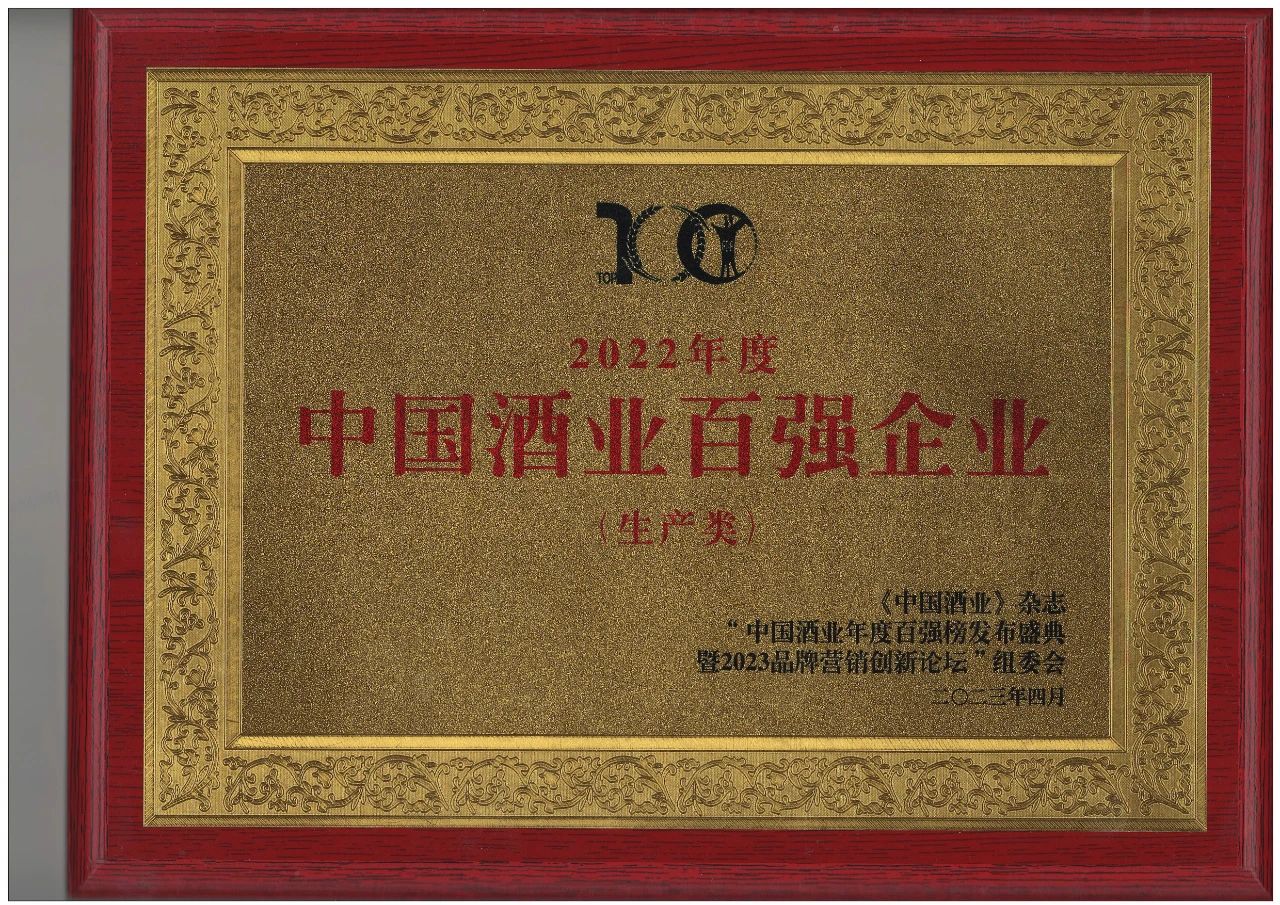 TOP 100
2022年度
中国酒业百强企业
（生产类）
《中国酒业》杂志
“中国酒业年度百强榜发布盛典
暨2023品牌营销创新论坛”组委会
二〇二三年四月